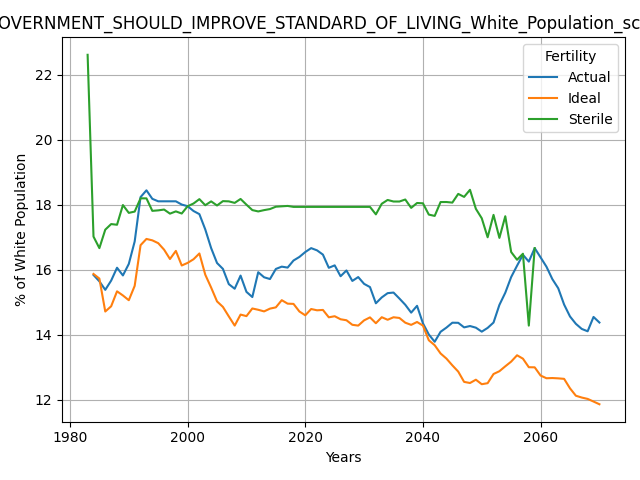 OVERNMENT_SHOULD_IMPROVE_STANDARD_OF_LIVING_White_Population_sc
Fertility
Actual
Ideal
Sterile
% of White Population
22
20
18
16
14
12
1980
2000
2020
2040
2060
Years